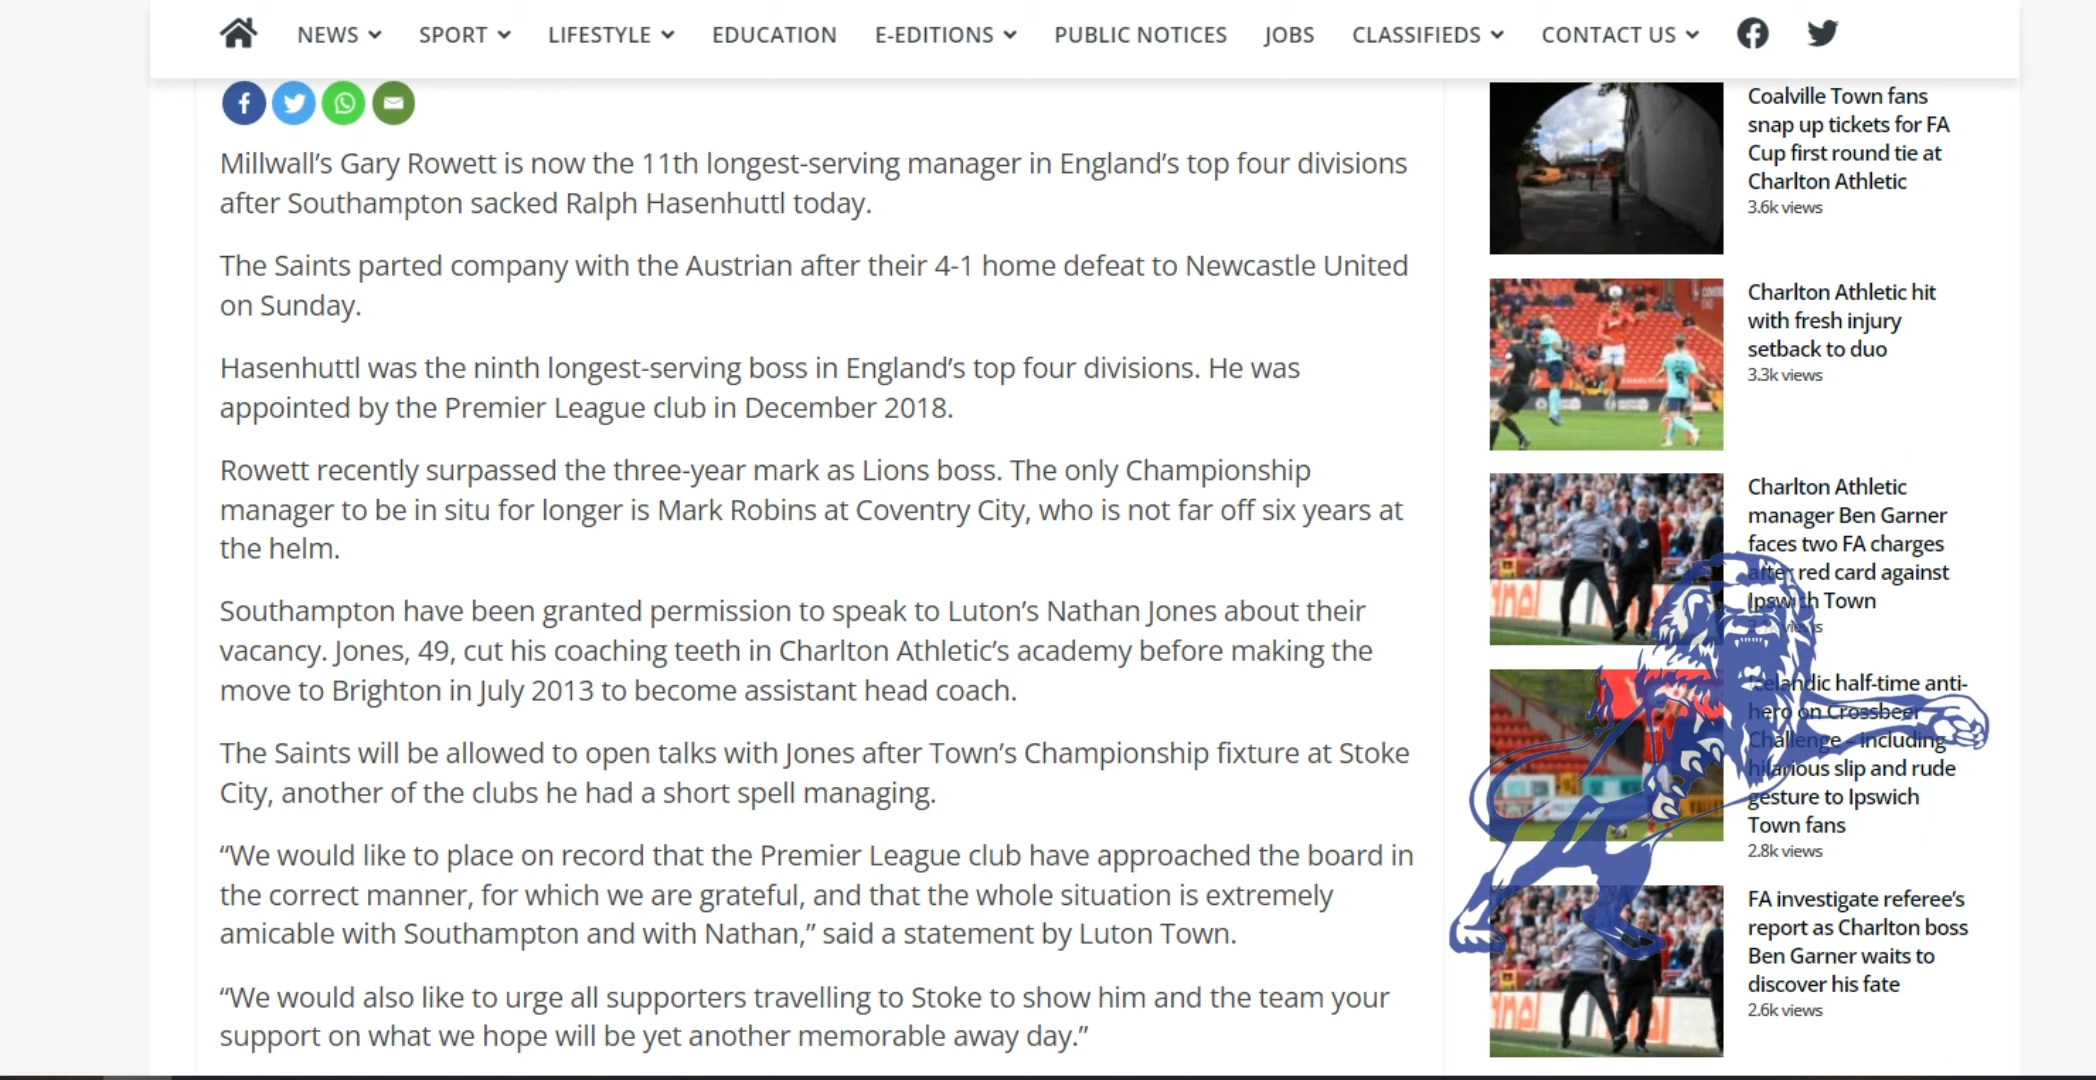 NEWS SPORT LIFESTYLE EDUCATION E-EDITIONS PUBLIC NOTICES JOBS CLASSIFIEDS CONTACT US
Millwall’s Gary Rowett is now the 11th longest-serving manager in England’s top four divisions
after Southampton sacked Ralph Hasenhuttl today.
The Saints parted company with the Austrian after their 4-1 home defeat to Newcastle United
on Sunday.
Hasenhuttl was the ninth longest-serving boss in England’s top four divisions. He was
appointed by the Premier League club in December 2018.
Rowett recently surpassed the three-year mark as Lions boss. The only Championship
manager to be in situ for longer is Mark Robins at Coventry City, who is not far off six years at
the helm.
Southampton have been granted permission to speak to Luton’s Nathan Jones about their
vacancy. Jones, 49, cut his coaching teeth in Charlton Athletic’s academy before making the
move to Brighton in July 2013 to become assistant head coach.
The Saints will be allowed to open talks with Jones after Town’s Championship fixture at Stoke
City, another of the clubs he had a short spell managing.
“We would like to place on record that the Premier League club have approached the board in
the correct manner, for which we are grateful, and that the whole situation is extremely
amicable with Southampton and with Nathan,” said a statement by Luton Town.
“We would also like to urge all supporters travelling to Stoke to show him and the team your
support on what we hope will be yet another memorable away day.”
Coalville Town fans
snap up tickets for FA
Cup first round tie at
Charlton Athletic
3.6k views
Charlton Athletic hit
with fresh injury
setback to duo
3.3k views
Charlton Athletic
manager Ben Garner
faces two FA charges
after red card against
Ipswich Town
views
Icelandic half-time anti-
hero on Crossbeer
Challenge – including
hilarious slip and rude
gesture to Ipswich
Town fans
2.8k views
FA investigate referee’s
report as Charlton boss
Ben Garner waits to
discover his fate
2.6k views